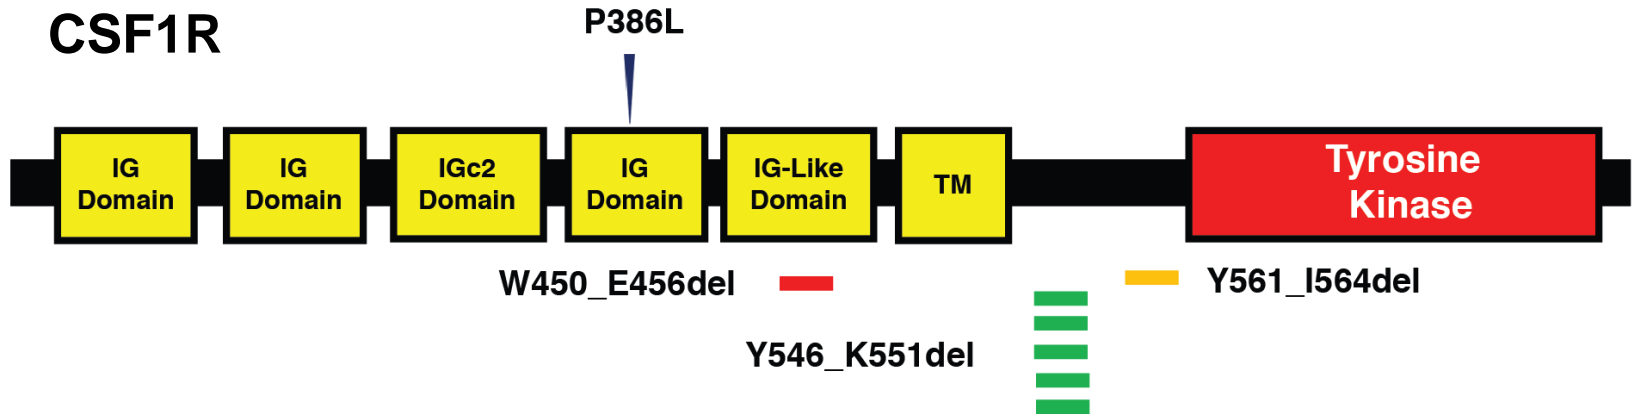 CSF1R
P386L
IG
Domain
IG
Domain
IGc2
Domain
IG
Domain
IG-Like
Domain
TM
Tyrosine
Kinase
W450_E456del
Y561_I564del
Y546_K551del